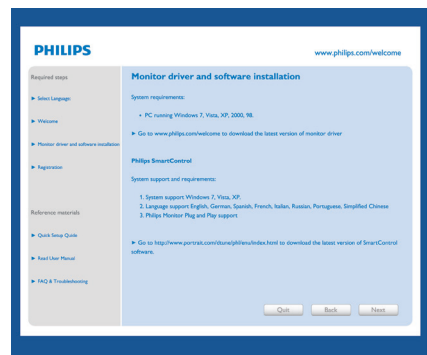 PHILIPS
www.philips.com/welcome
Required steps
► Select Language:
► Welcome
► Monitor driver and software installation
► Registration
Reference materials
► Quick Setup Quide
► Read User Manual
► FAQ & Troubleshooting
Monitor driver and software installation
System requirements:
• PC running Windows 7, Vista, XP, 2000, 98.
► Go to www.philips.com/welcome to download the latest version of monitor driver
Philips SmartControl
System support and requirements:
1. System support Windows 7, Vista, XP.
2. Language support English, German, Spanish, French, Italian, Russian, Portuguese, Simplified Chinese
3. Philips Monitor Plug and Play support
► Go to http://www.portrait.com/dtune/phl/enu/index.html to download the latest version of SmartControl
software.
Quit
Back
Next